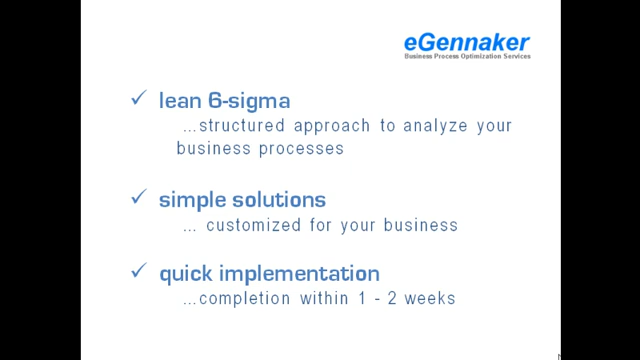 eGennaker
Business Process Optimization Services
lean 6-sigma
...structured approach to analyze your
business processes
simple solutions
... customized for your business
quick implementation
...completion within 1 - 2 weeks